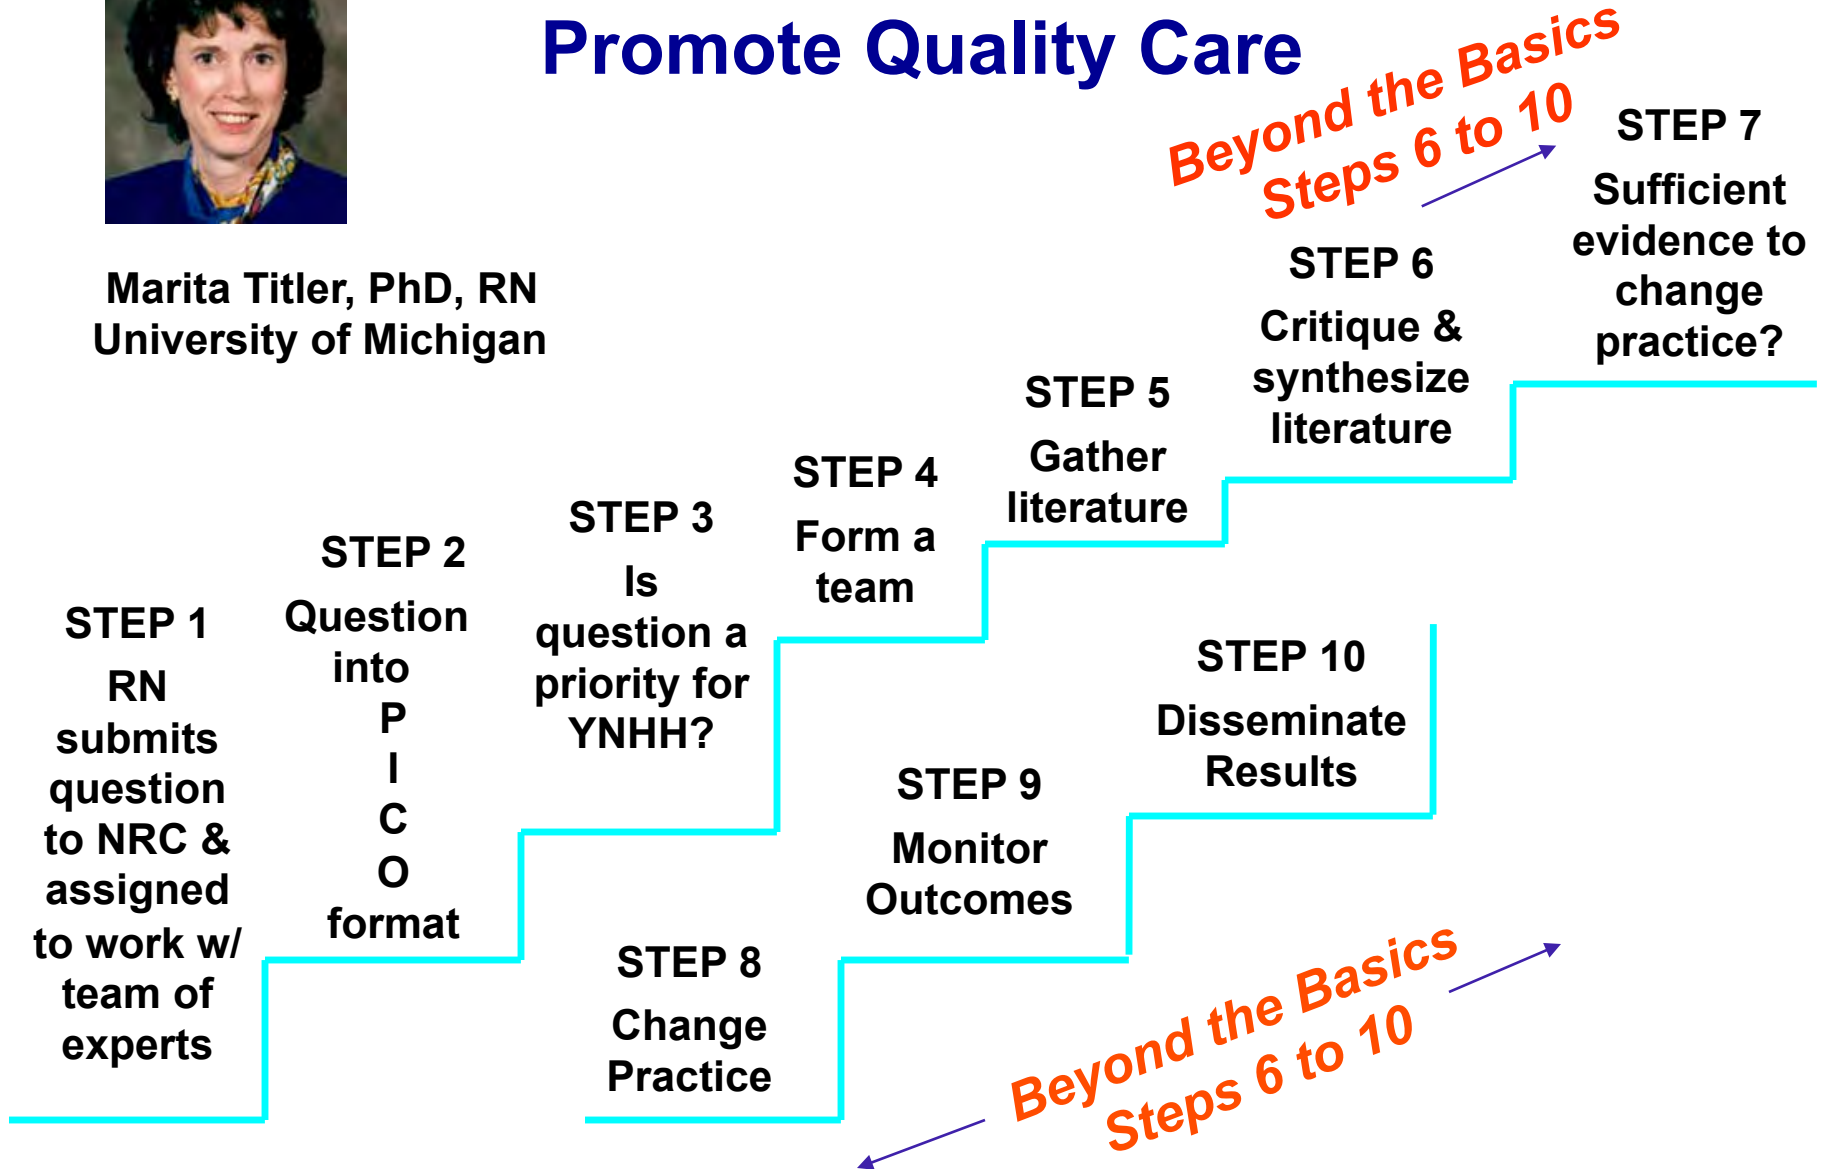 Promote Quality Care
Marita Titler, PhD, RN
University of Michigan
Beyond the Basics
Steps 6 to 10
STEP 1
RN
submits
question
to NRC &
assigned
to work w/
team of
experts
STEP 2
Question
into
P
I
C
O
format
STEP 3
Is
question a
priority for
YNHH?
STEP 4
Form a
team
STEP 5
Gather
literature
STEP 6
Critique &
synthesize
literature
STEP 7
Sufficient
evidence to
change
practice?
STEP 8
Change
Practice
STEP 9
Monitor
Outcomes
STEP 10
Disseminate
Results
Beyond the Basics
Steps 6 to 10